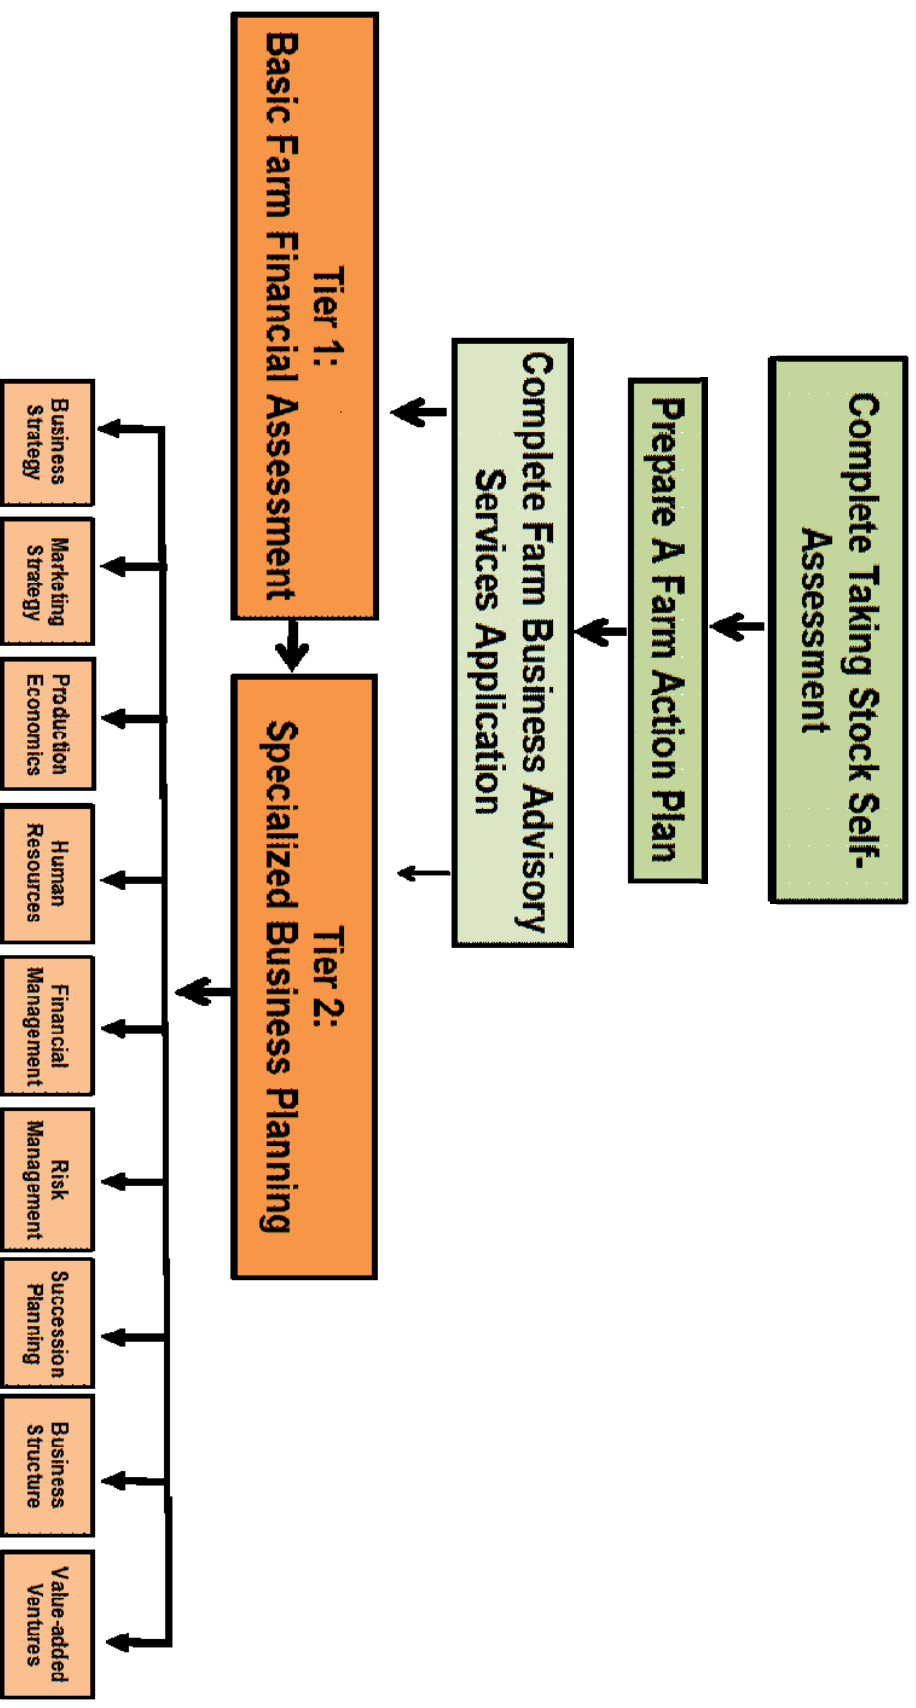 Complete Taking Stock Self-
Assessment
Prepare A Farm Action Plan
Complete Farm Business Advisory
Services Application
Tier 1:
Basic Farm Financial Assessment
Tier 2:
Specialized Business Planning
Business
Strategy
Marketing
Strategy
Production
Economics
Human
Resources
Financial
Management
Risk
Management
Succession
Planning
Business
Structure
Value-added
Ventures